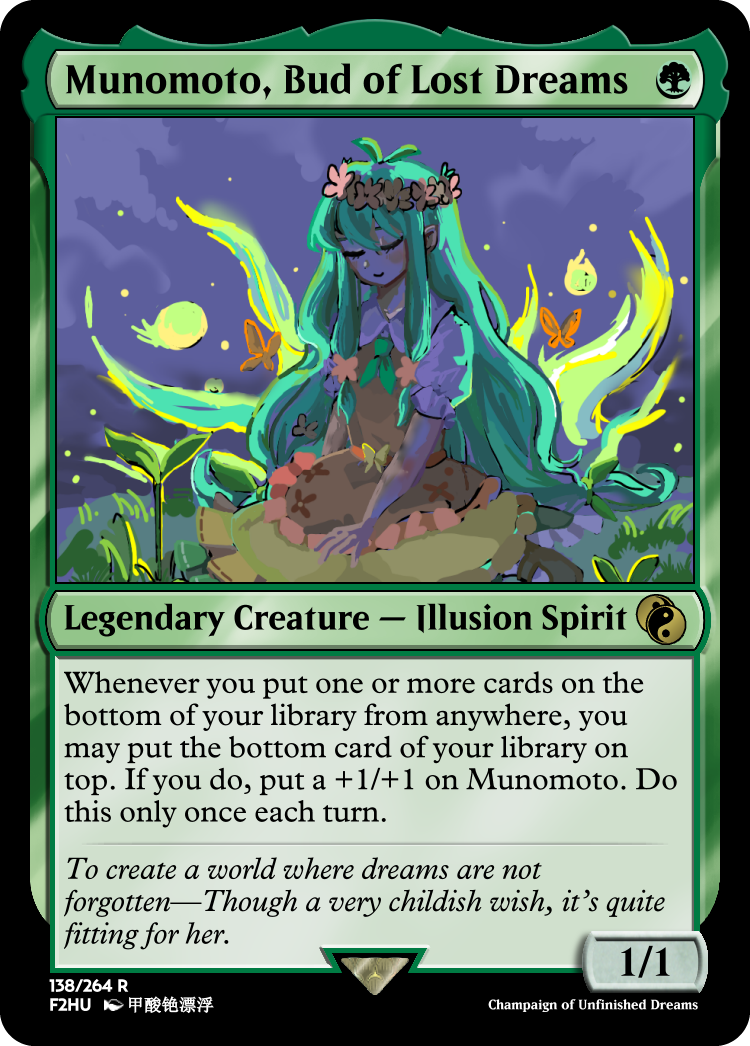 Munomoto, Bud of Lost Dreams
Legendary Creature — Illusion Spirit
Whenever you put one or more cards on the
bottom of your library from anywhere, you
may put the bottom card of your library on
top. If you do, put a +1/+1 on Munomoto. Do
this only once each turn.
To create a world where dreams are not
forgotten—Though a very childish wish, it's quite
fitting for her.
1/1
138/264 R
F2HU 甲酸铯漂浮
Champaign of Unfinished Dreams